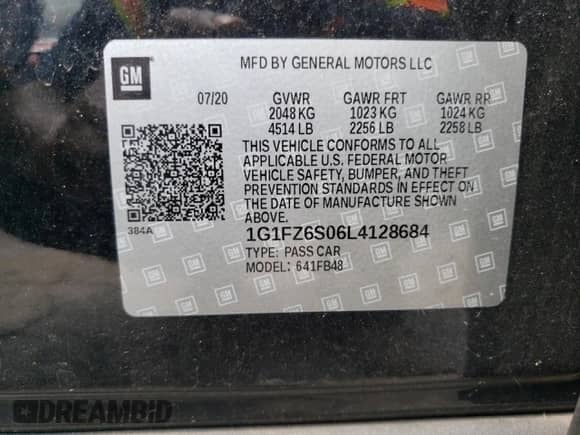 GM
MFD BY GENERAL MOTORS LLC
07/20 GVWR GAWR FRT GAWR RR
2048 KG 1023 KG 1024 KG
4514 LB 2256 LB 2258 LB
THIS VEHICLE CONFORMS TO ALL
APPLICABLE U.S. FEDERAL MOTOR
VEHICLE SAFETY, BUMPER, AND THEFT
PREVENTION STANDARDS IN EFFECT ON
THE DATE OF MANUFACTURE SHOWN
ABOVE.
384A
1G1FZ6S06L4128684
TYPE: PASS CAR
MODEL: 641FB48
DREAMBID